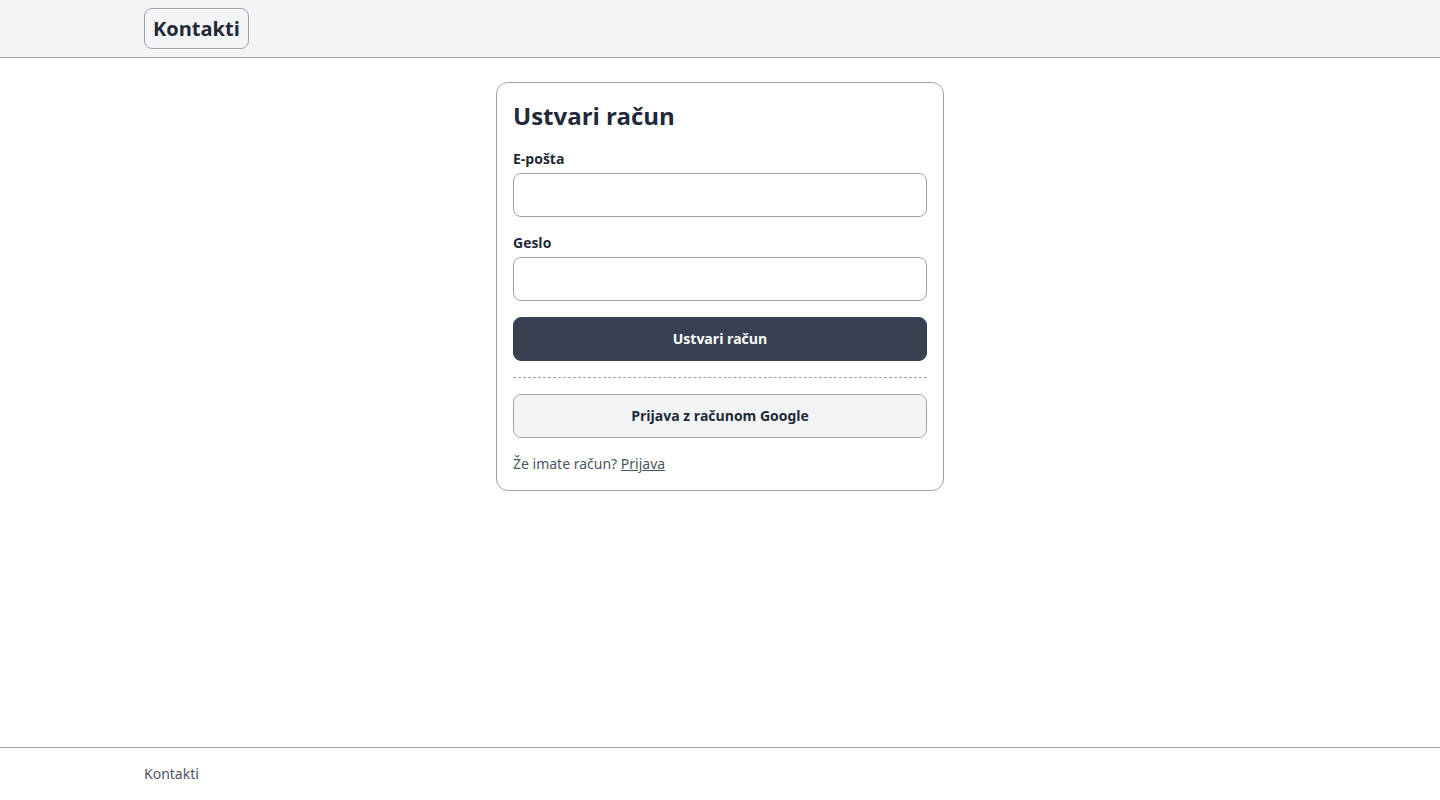 Kontakti
Ustvari račun
E-pošta
Geslo
Ustvari račun
Prijava z računom Google
Že imate račun? Prijava
Kontakti